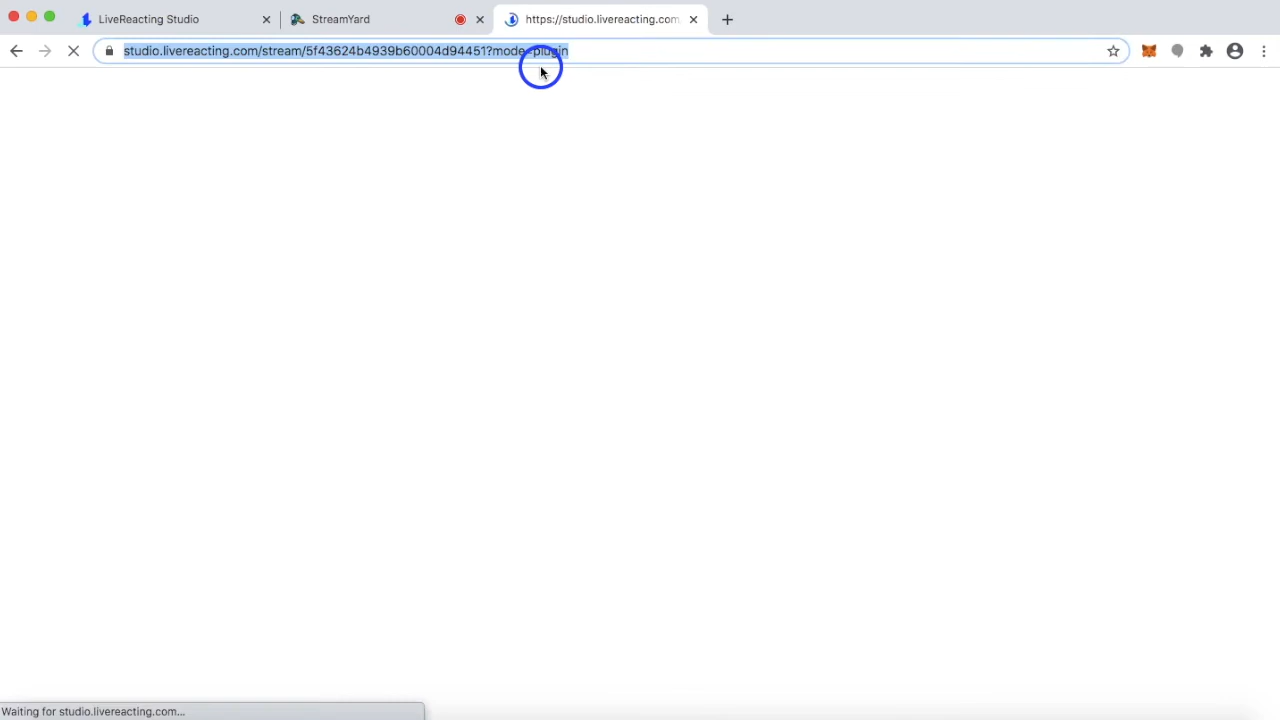 LiveReacting Studio
StreamYard
https://studio.livereacting.com
studio.livereacting.com/stream/5f43624b4939b60004d94451?mode=plugin
Waiting for studio.livereacting.com...